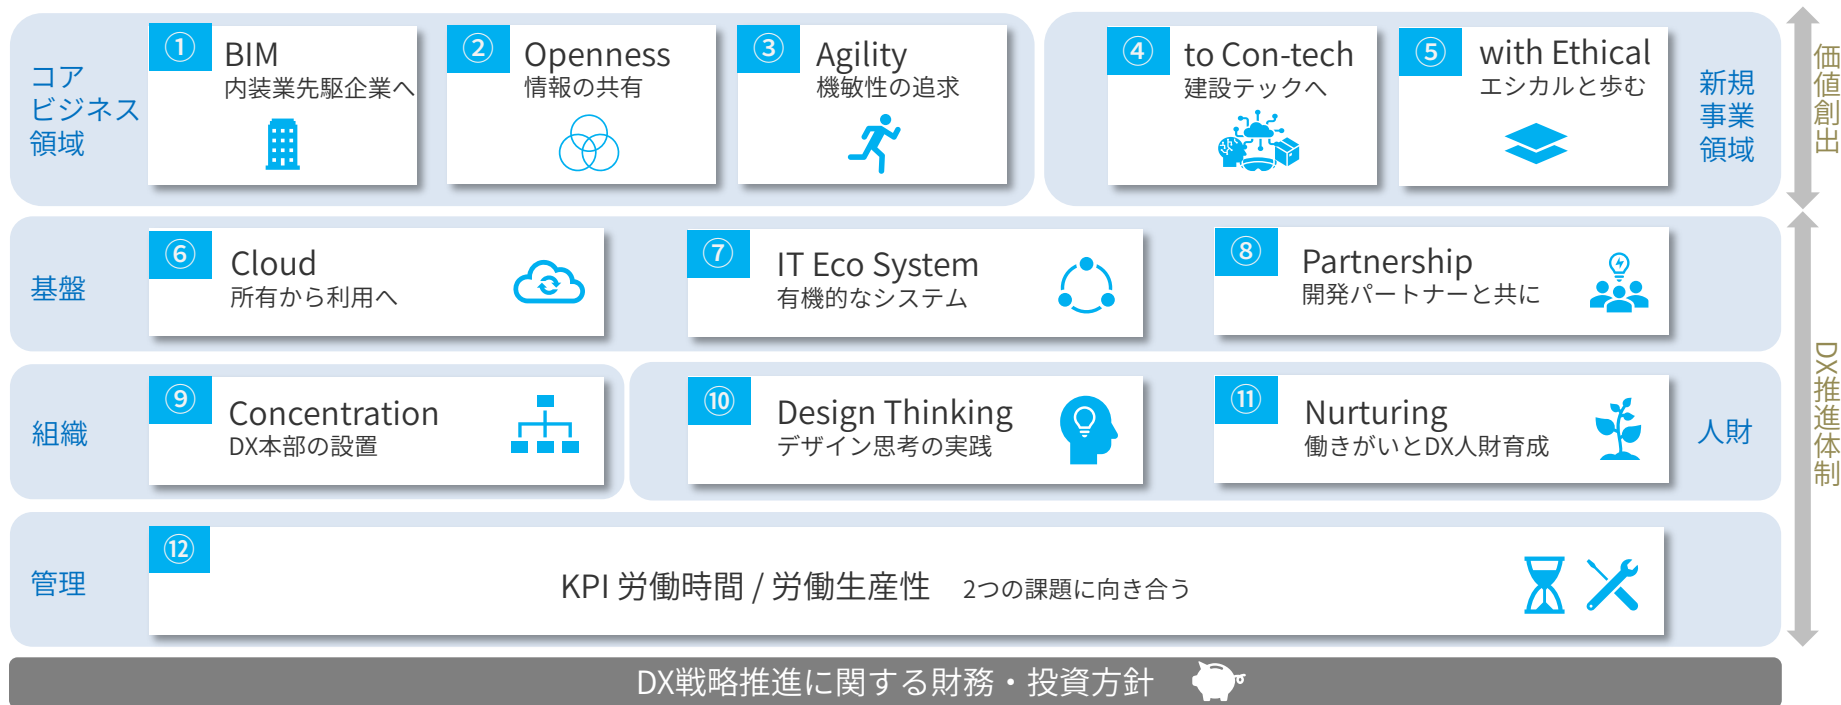 コア
ビジネス
領域
①
BIM
内装業先駆企業へ
②
Openness
情報の共有
③
Agility
機敏性の追求
④
to Con-tech
建設テックへ
⑤
with Ethical
エシカルと歩む
新規
事業
領域
価値創出
基盤
⑥
Cloud
所有から利用へ
⑦
IT Eco System
有機的なシステム
⑧
Partnership
開発パートナーと共に
組織
⑨
Concentration
DX本部の設置
⑩
Design Thinking
デザイン思考の実践
⑪
Nurturing
働きがいとDX人財育成
人財
DX推進体制
管理
⑫
KPI 労働時間 / 労働生産性 2つの課題に向き合う
DX戦略推進に関する財務・投資方針